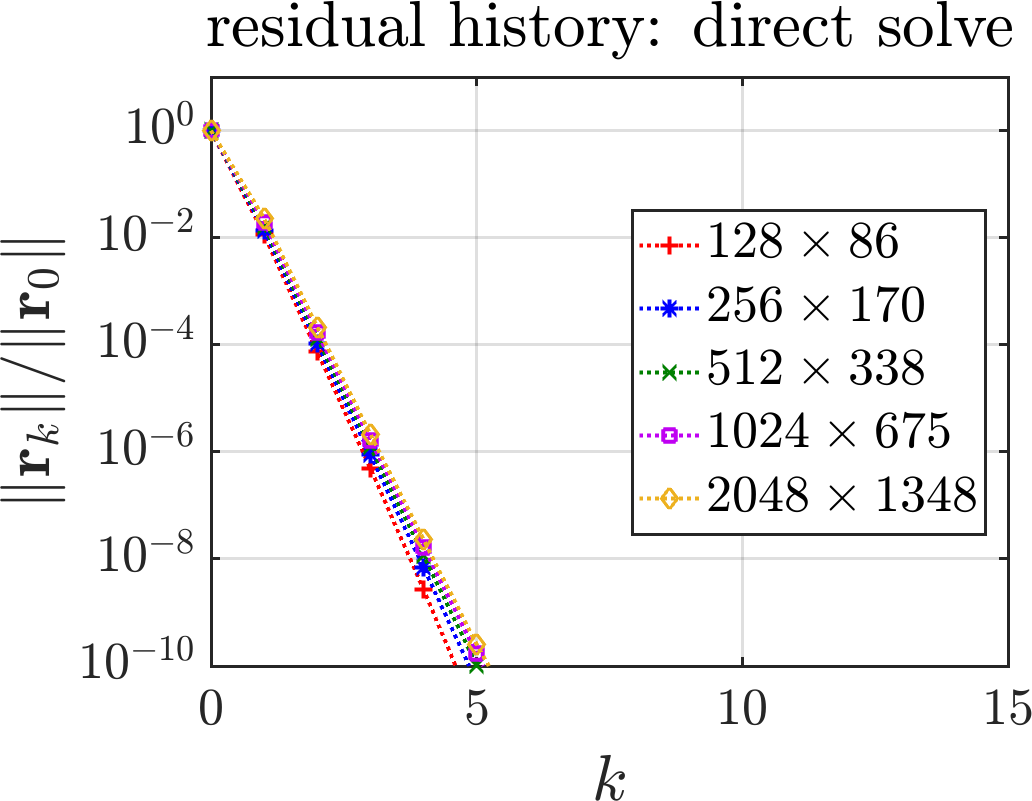 residual history: direct solve
‖r_k‖/‖r_0‖
10^0
10^{-2}
10^{-4}
10^{-6}
10^{-8}
10^{-10}
128 × 86
256 × 170
512 × 338
1024 × 675
2048 × 1348
0 5 10 15
k